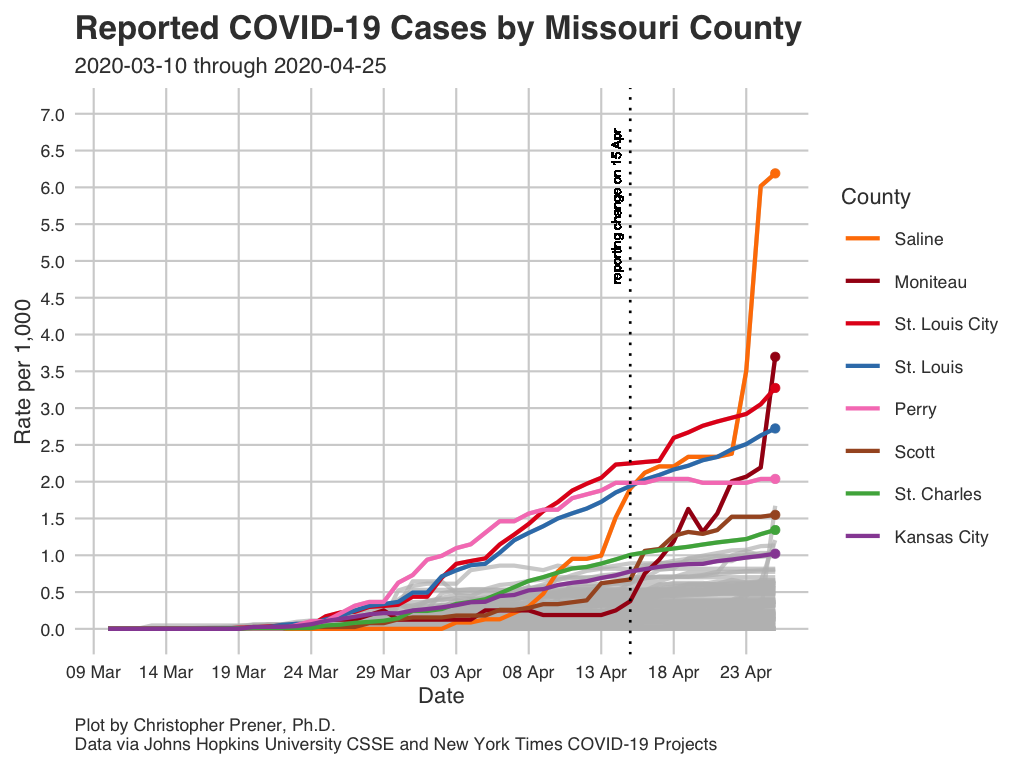 Reported COVID-19 Cases by Missouri County
2020-03-10 through 2020-04-25
7.0
6.5
6.0
5.5
5.0
4.5
4.0
3.5
3.0
2.5
2.0
1.5
1.0
0.5
0.0
Rate per 1,000
reporting change on 15 Apr
09 Mar 14 Mar 19 Mar 24 Mar 29 Mar 03 Apr 08 Apr 13 Apr 18 Apr 23 Apr
Date
County
Saline
Moniteau
St. Louis City
St. Louis
Perry
Scott
St. Charles
Kansas City
Plot by Christopher Prener, Ph.D.
Data via Johns Hopkins University CSSE and New York Times COVID-19 Projects